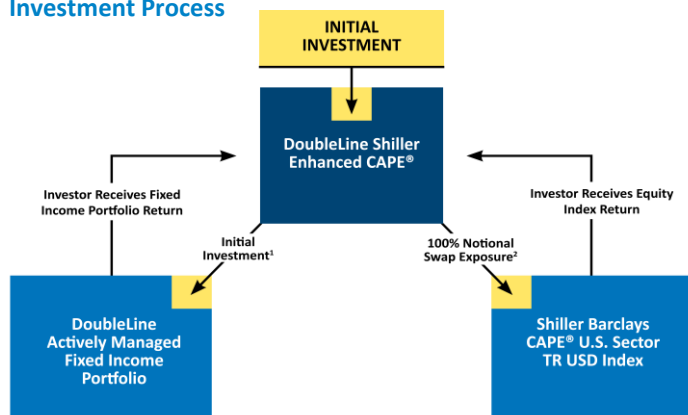 Investment Process
INITIAL
INVESTMENT
DoubleLine Shiller
Enhanced CAPE®
Investor Receives Fixed
Income Portfolio Return
Investor Receives Equity
Index Return
Initial
Investment¹
100% Notional
Swap Exposure²
DoubleLine
Actively Managed
Fixed Income
Portfolio
Shiller Barclays
CAPE® U.S. Sector
TR USD Index